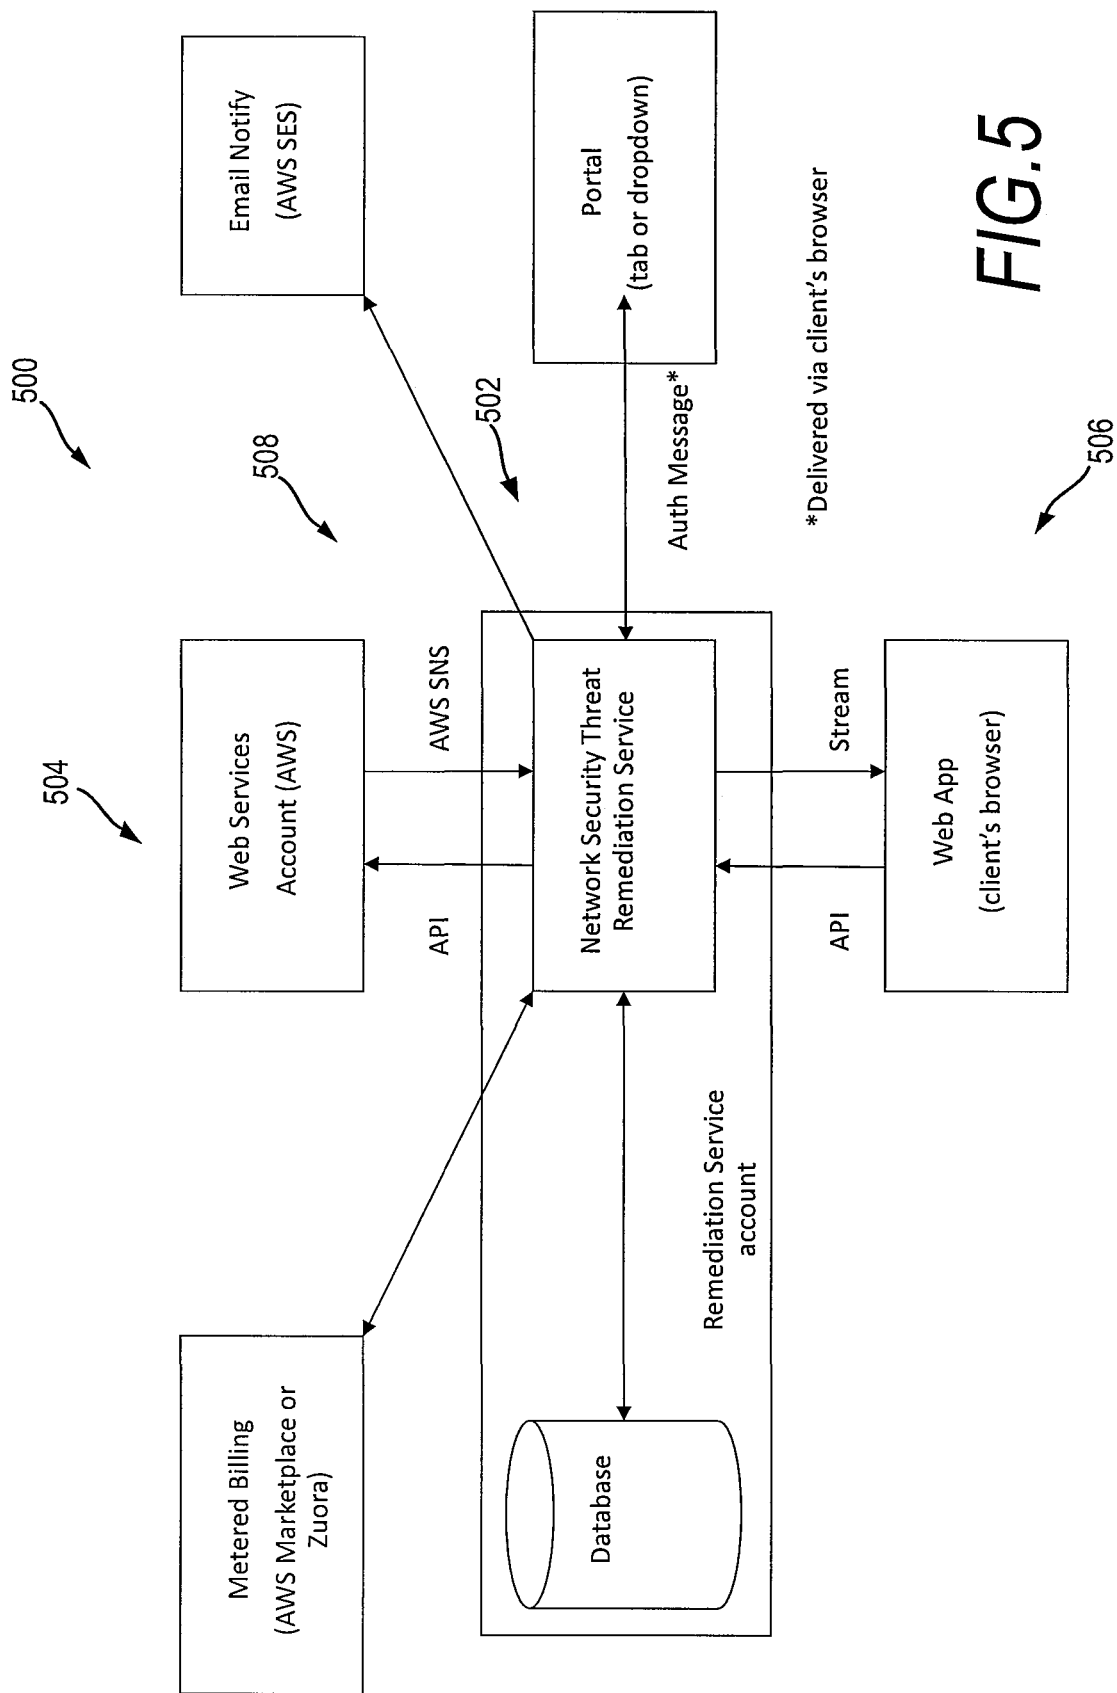 500
504
508
502
506
Metered Billing
(AWS Marketplace or
Zuora)
Web Services
Account (AWS)
Email Notify
(AWS SES)
API
AWS SNS
Database
Network Security Threat
Remediation Service
Remediation Service
account
Auth Message*
Portal
(tab or dropdown)
API
Stream
*Delivered via client's browser
Web App
(client's browser)
FIG.5